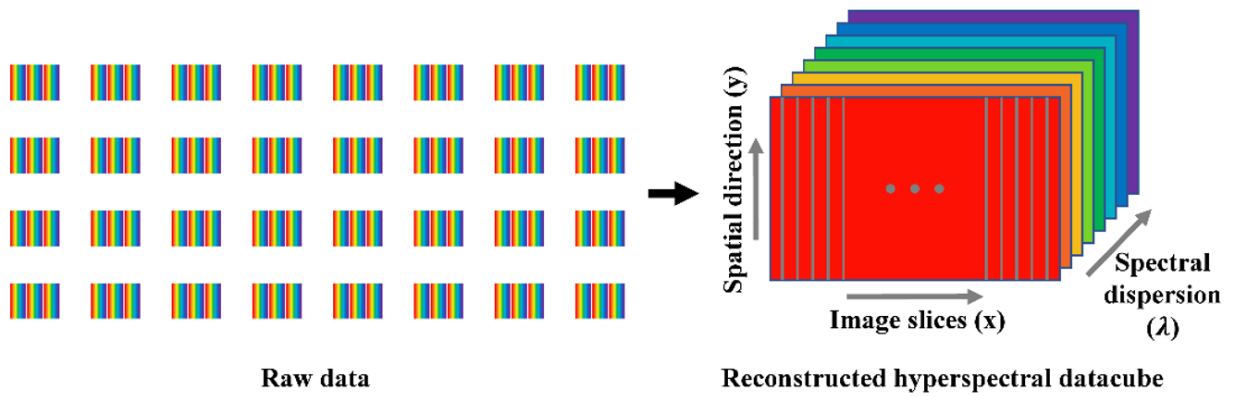 Spatial direction (y)
Image slices (x)
Spectral
dispersion
(λ)
Raw data
Reconstructed hyperspectral datacube